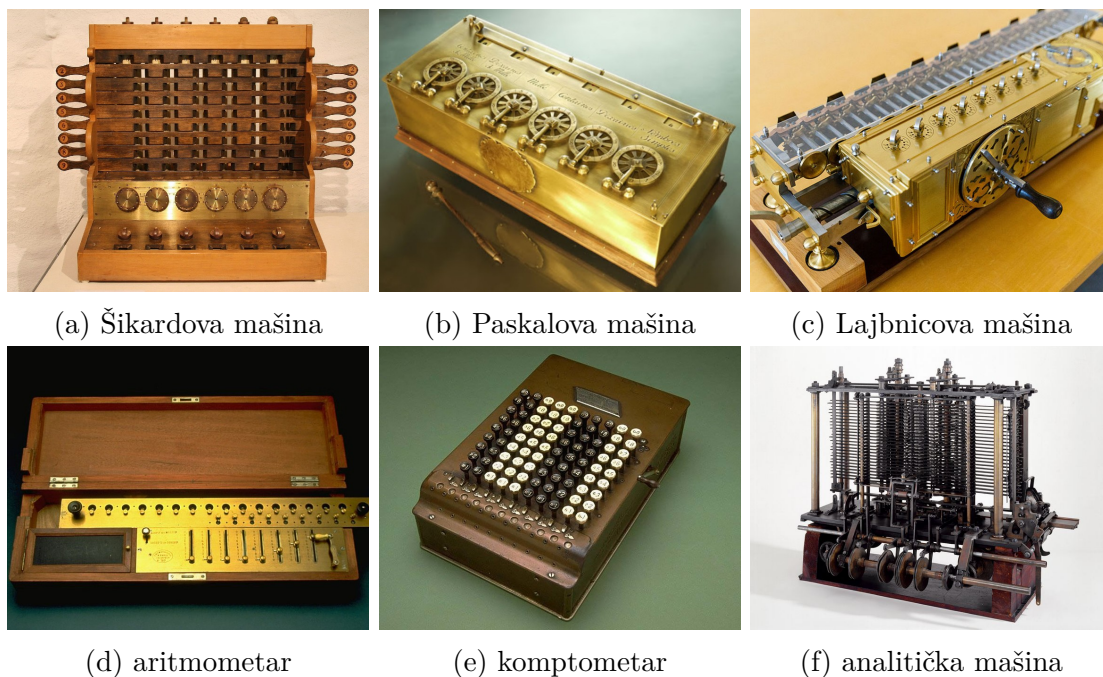 (a) Šikardova mašina
(b) Paskalova mašina
(c) Lajbnicova mašina
(d) aritmometar
(e) komptometar
(f) analitička mašina